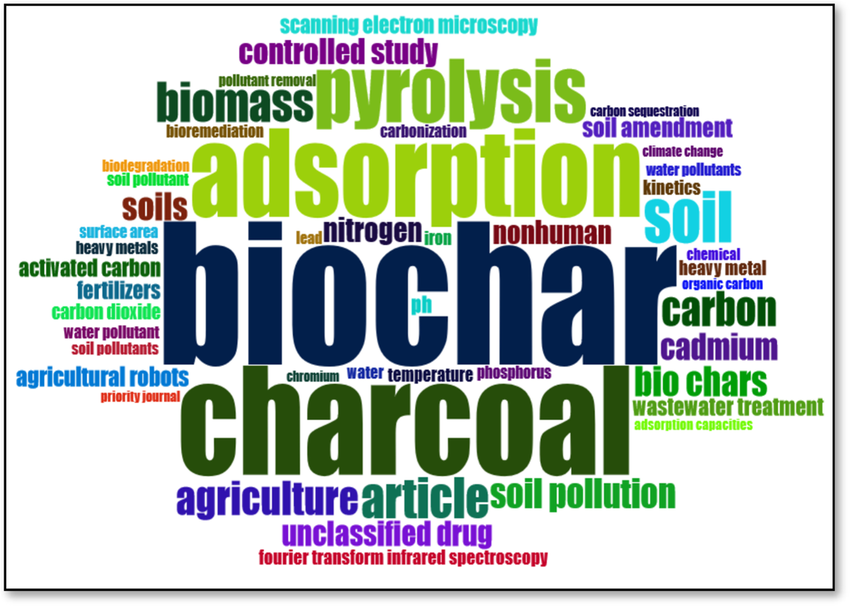 scanning electron microscopy
controlled study
pollutant removal
pyrolysis
biomass
carbon sequestration
bioremediation
carbonization
soil amendment
adsorption
climate change
biodegradation
water pollutants
soil pollutant
kinetics
soils
soil
surface area
lead
nitrogen
iron
nonhuman
heavy metals
biochar
chemical
activated carbon
heavy metal
fertilizers
organic carbon
carbon dioxide
ph
carbon
water pollutant
soil pollutants
cadmium
agricultural robots
chromium
water
temperature
phosphorus
bio chars
priority journal
charcoal
wastewater treatment
adsorption capacities
agriculture
article
soil pollution
unclassified drug
fourier transform infrared spectroscopy